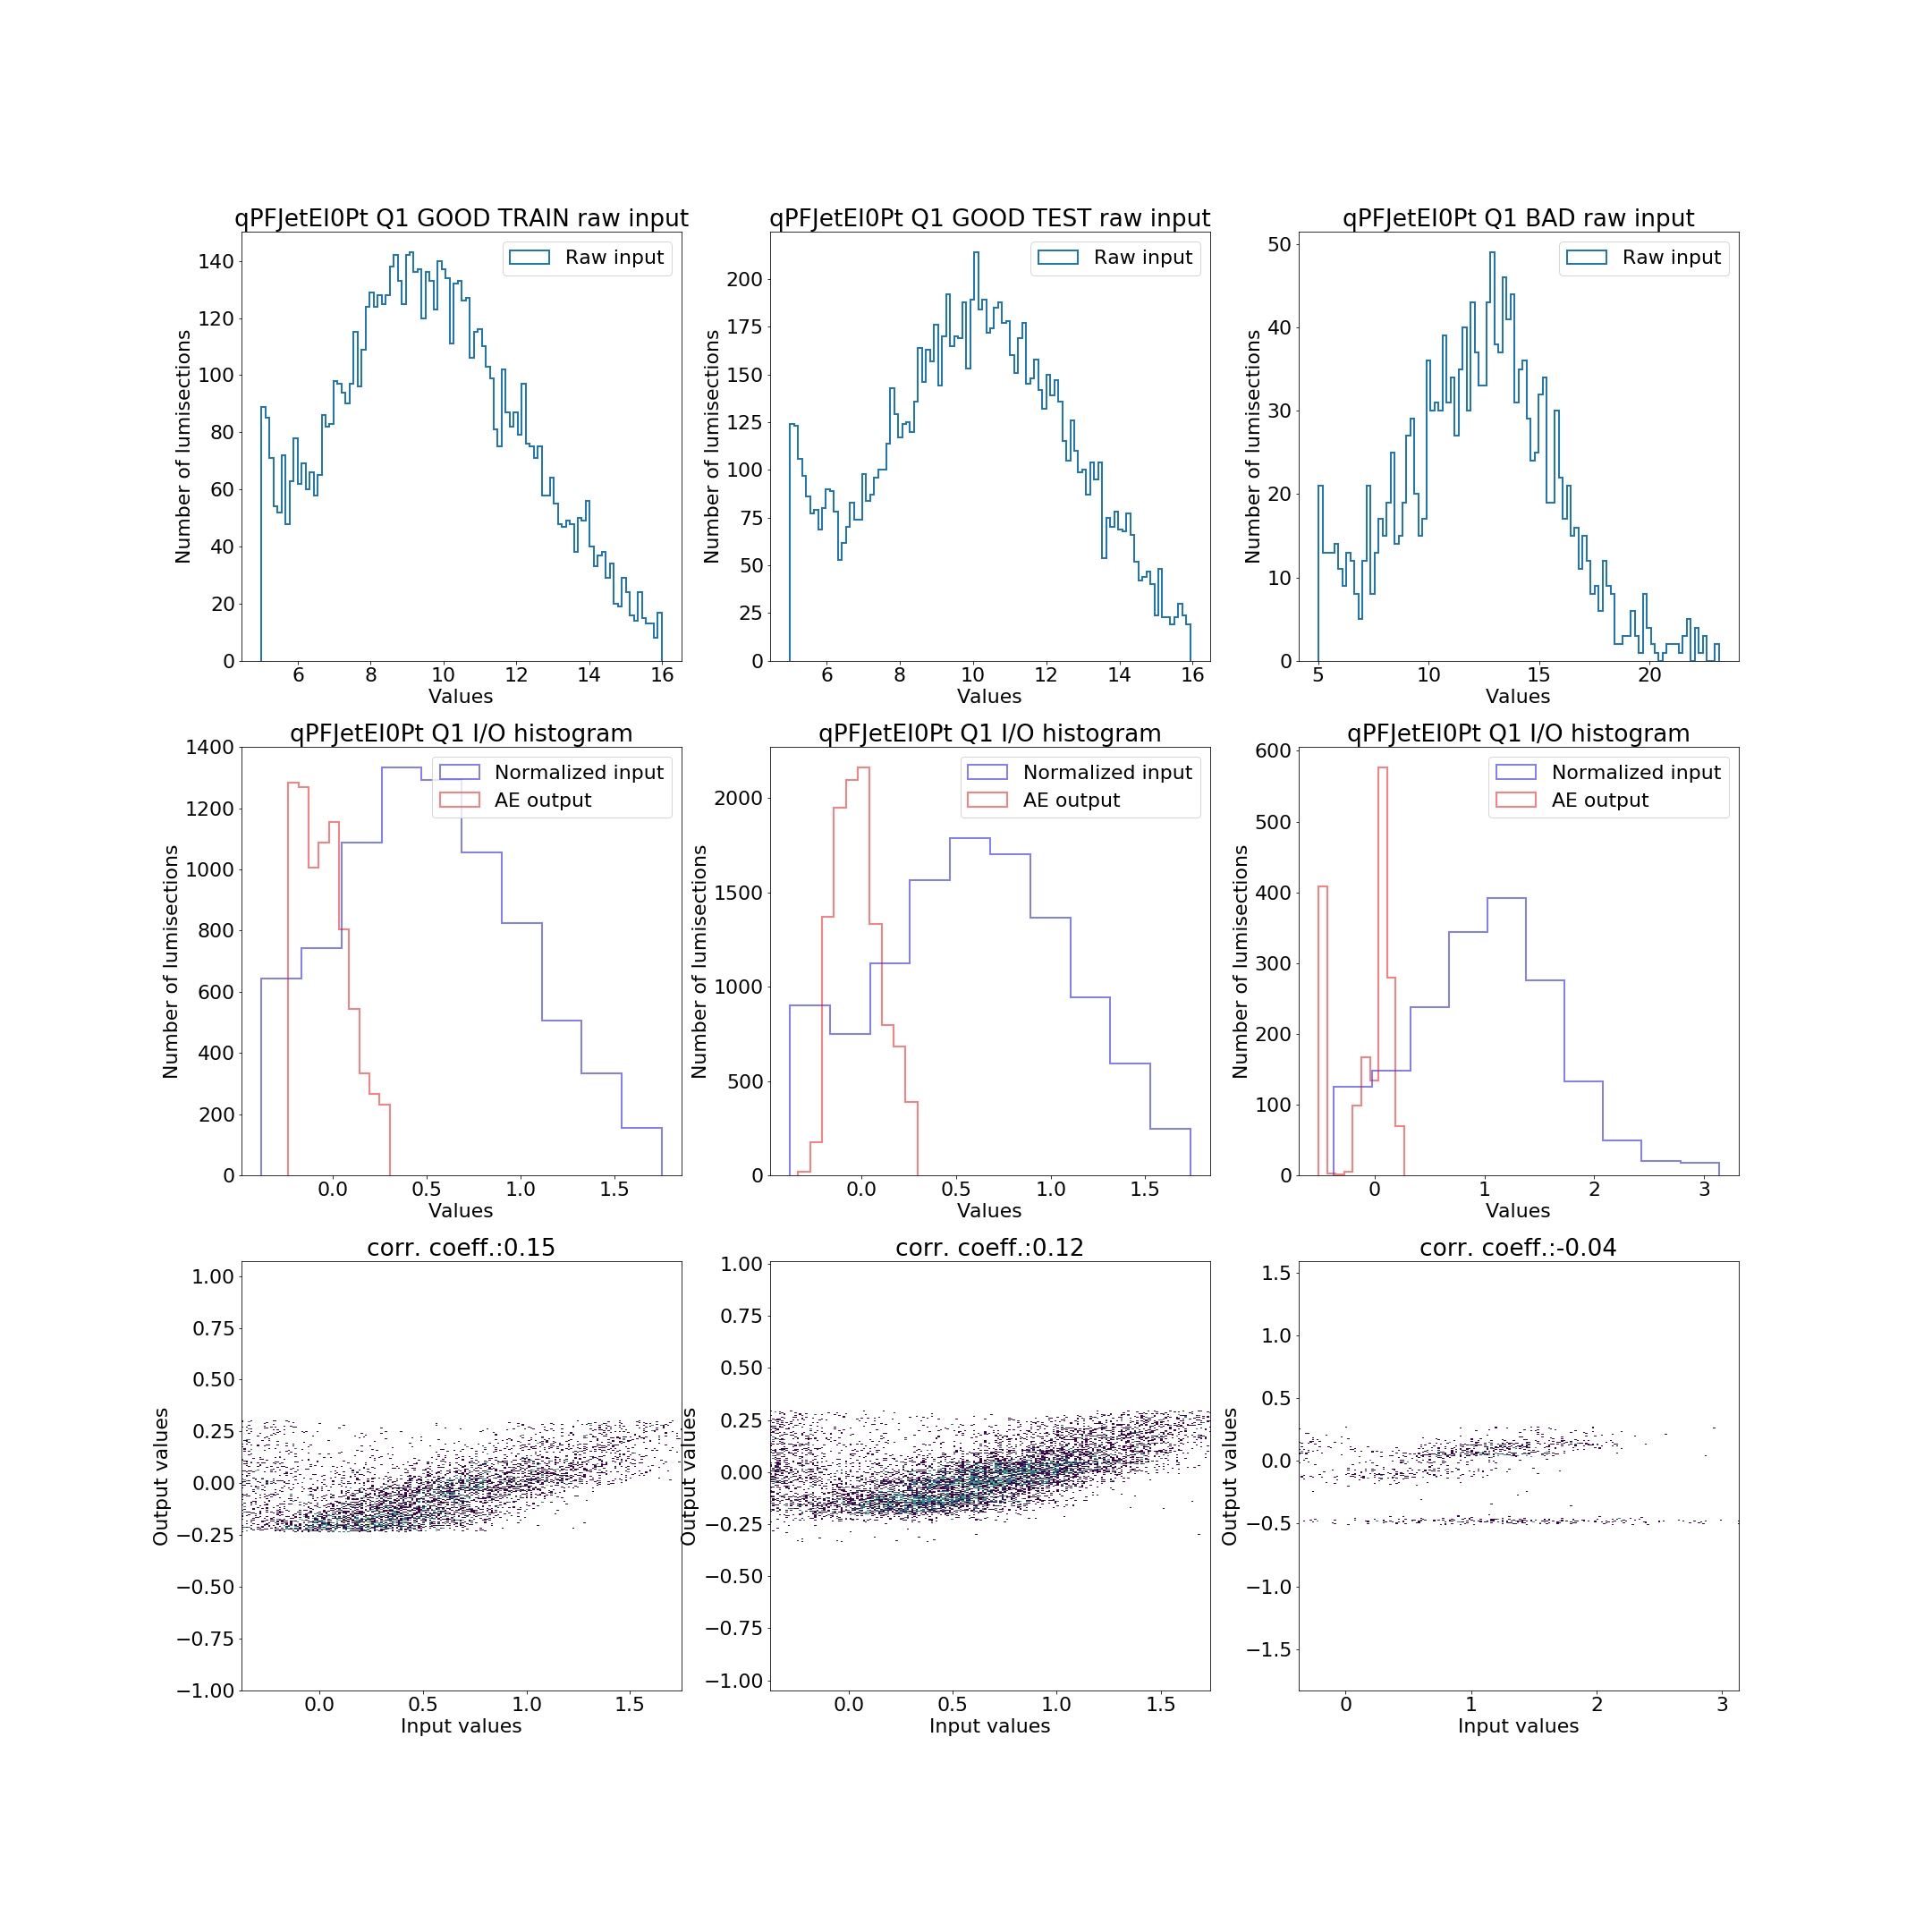 qPFJetEI0Pt Q1 GOOD TRAIN raw input
Raw input
140
120
100
80
60
40
20
0
Number of lumisections
6 8 10 12 14 16
Values
qPFJetEI0Pt Q1 GOOD TEST raw input
Raw input
200
175
150
125
100
75
50
25
0
Number of lumisections
6 8 10 12 14 16
Values
qPFJetEI0Pt Q1 BAD raw input
Raw input
50
40
30
20
10
0
Number of lumisections
5 10 15 20
Values
qPFJetEI0Pt Q1 I/O histogram
Normalized input
AE output
1400
1200
1000
800
600
400
200
0
Number of lumisections
0.0 0.5 1.0 1.5
Values
qPFJetEI0Pt Q1 I/O histogram
Normalized input
AE output
2000
1500
1000
500
0
Number of lumisections
0.0 0.5 1.0 1.5
Values
qPFJetEI0Pt Q1 I/O histogram
Normalized input
AE output
600
500
400
300
200
100
0
Number of lumisections
0 1 2 3
Values
corr. coeff.:0.15
1.00
0.75
0.50
0.25
0.00
−0.25
−0.50
−0.75
−1.00
Output values
0.0 0.5 1.0 1.5
Input values
corr. coeff.:0.12
1.00
0.75
0.50
0.25
0.00
−0.25
−0.50
−0.75
−1.00
Output values
0.0 0.5 1.0 1.5
Input values
corr. coeff.:-0.04
1.5
1.0
0.5
0.0
−0.5
−1.0
−1.5
Output values
0 1 2 3
Input values